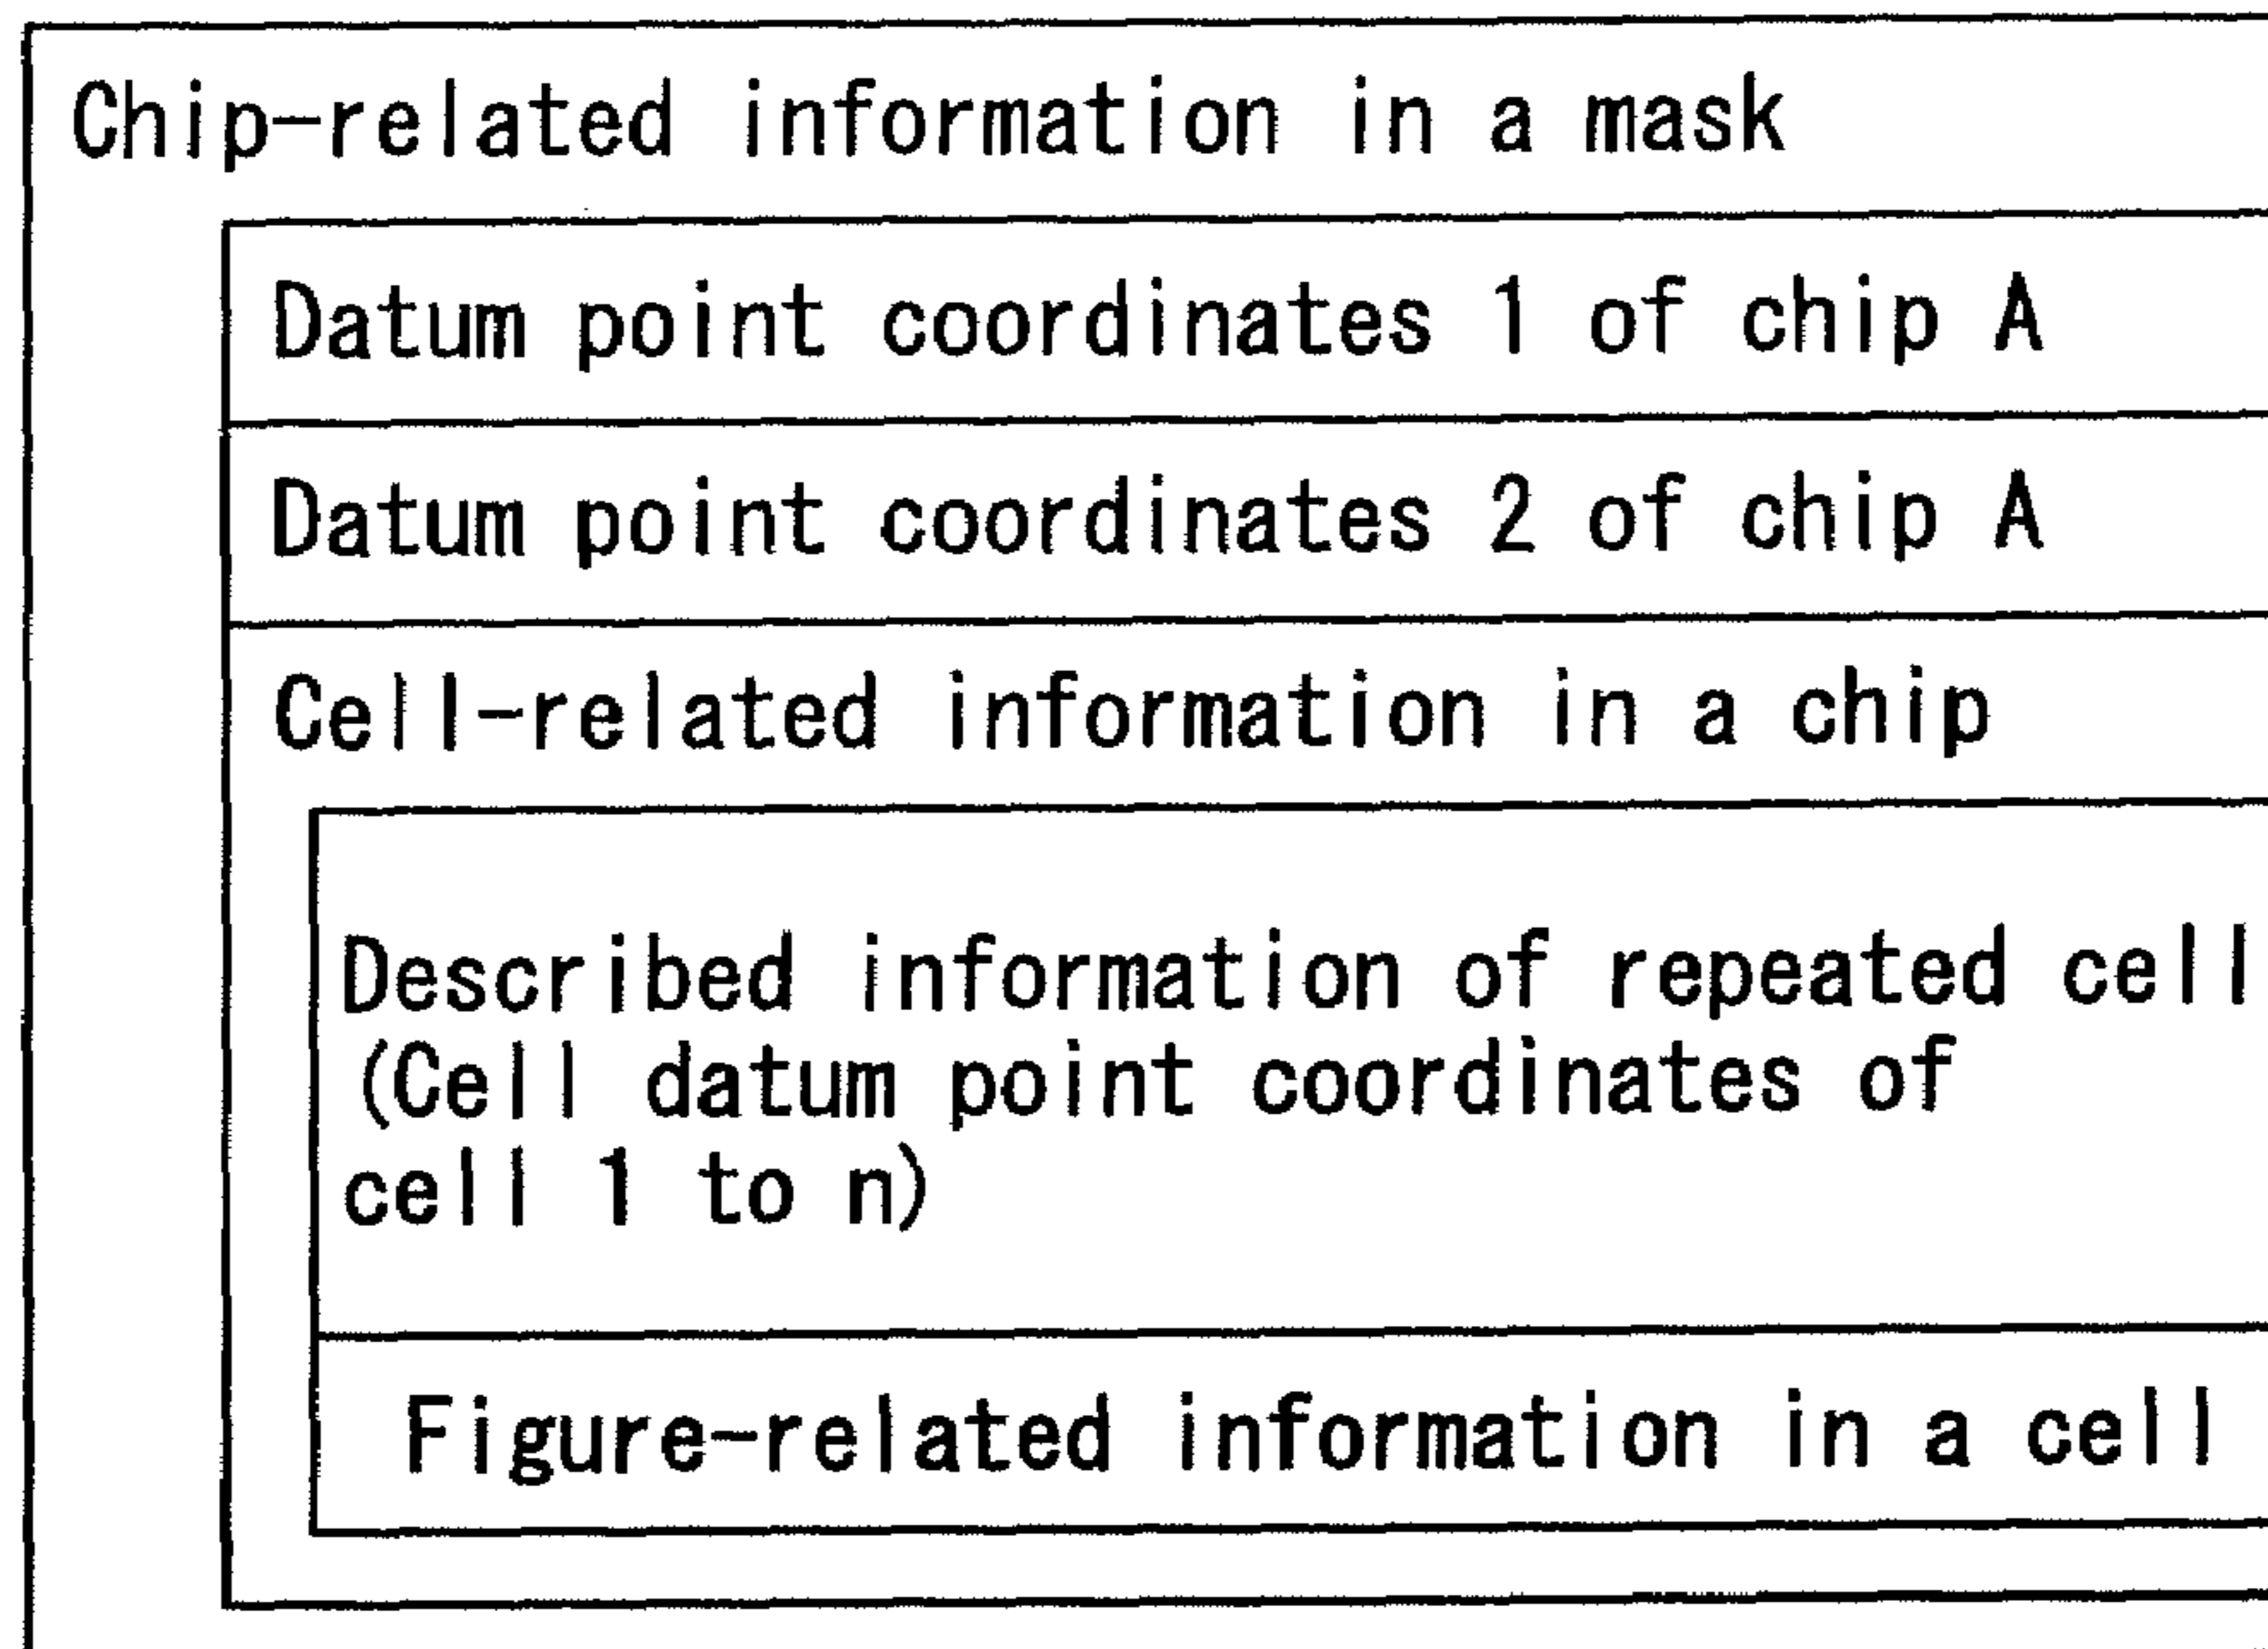 Chip-related information in a mask
Datum point coordinates 1 of chip A
Datum point coordinates 2 of chip A
Cell-related information in a chip
Described information of repeated cell
(Cell datum point coordinates of
cell 1 to n)
Figure-related information in a cell